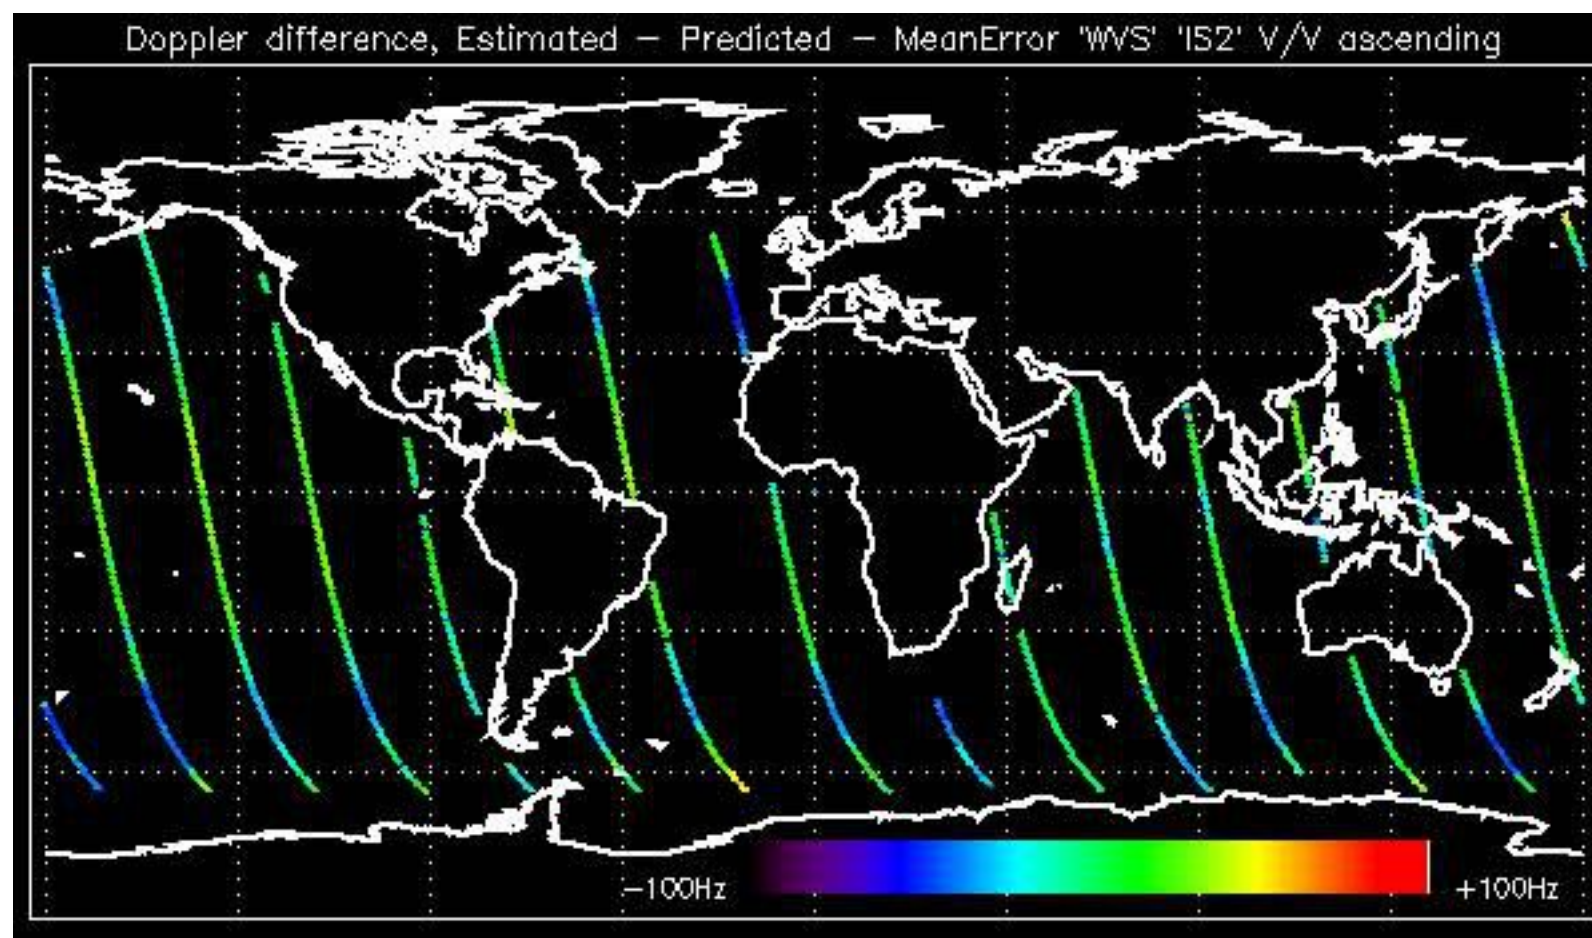 Doppler difference, Estimated – Predicted – MeanError 'WVS' 'IS2' V/V ascending
–100Hz +100Hz